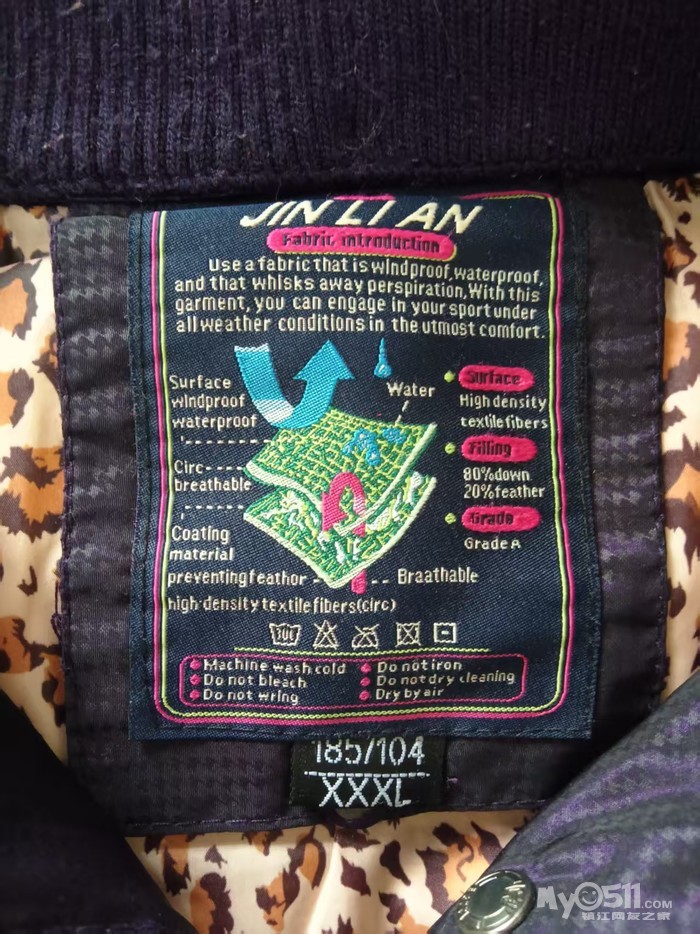 JIN LI AN
Fabric introduction
Use a fabric that is windproof, waterproof,
and that whisks away perspiration, With this
garment, you can engage in your sport under
all weather conditions in the utmost comfort.
Surface
windproof
waterproof
Circ
breathable
Coating
material
preventing feathor
high density textile fibers (circ)
Water
Braathable
Surface
High density
textile fibers
Filling
80%down
20%feather
Grade
Grade A
Machine wash cold
Do not bleach
Do not wring
Do not iron
Do not dry cleaning
Dry by air
185/104
XXXL
My0511.com
镇江网友之家